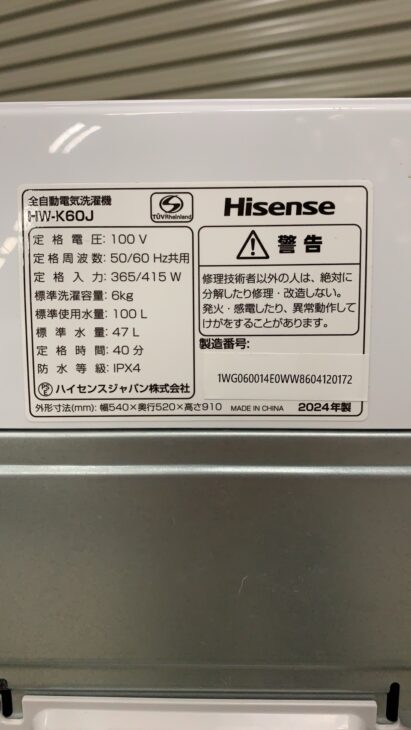 全自動電気洗濯機
HW-K60J
TÜVRheinland
Hisense
定格電圧: 100 V
定格周波数: 50/60 Hz共用
定格入力: 365/415 W
標準洗濯容量: 6kg
標準使用水量: 100 L
標準水量: 47 L
定格時間: 40分
防水等級: IPX4
ハイセンスジャパン株式会社
警告
修理技術者以外の人は、絶対に
分解したり修理・改造しない。
発火・感電したり、異常動作して
けがをすることがあります。
製造番号:
1WG060014E0WW8604120172
外形寸法(mm): 幅540×奥行520×高さ910 MADE IN CHINA 2024年製